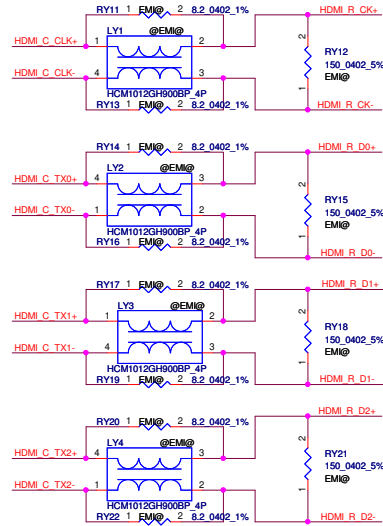 RY11 1 EMI@ 2 8.2_0402_1% HDMI_R_CK+
LY1 @EMI@
HDMI_C_CLK+ 1 2 2
RY12
150_0402_5%
EMI@
HDMI_C_CLK- 4 3 1
HCM1012GH900BP_4P
RY13 1 EMI@ 2 8.2_0402_1% HDMI_R_CK-
RY14 1 EMI@ 2 8.2_0402_1% HDMI_R_D0+
LY2 @EMI@
HDMI_C_TX0+ 4 3 2
RY15
150_0402_5%
EMI@
HDMI_C_TX0- 1 2 1
HCM1012GH900BP_4P
RY16 1 EMI@ 2 8.2_0402_1% HDMI_R_D0-
RY17 1 EMI@ 2 8.2_0402_1% HDMI_R_D1+
LY3 @EMI@
HDMI_C_TX1+ 1 2 2
RY18
150_0402_5%
EMI@
HDMI_C_TX1- 4 3 1
HCM1012GH900BP_4P
RY19 1 EMI@ 2 8.2_0402_1% HDMI_R_D1-
RY20 1 EMI@ 2 8.2_0402_1% HDMI_R_D2+
LY4 @EMI@
HDMI_C_TX2+ 4 3 2
RY21
150_0402_5%
EMI@
HDMI_C_TX2- 1 2 1
HCM1012GH900BP_4P
RY22 1 EMI@ 2 8.2_0402_1% HDMI_R_D2-